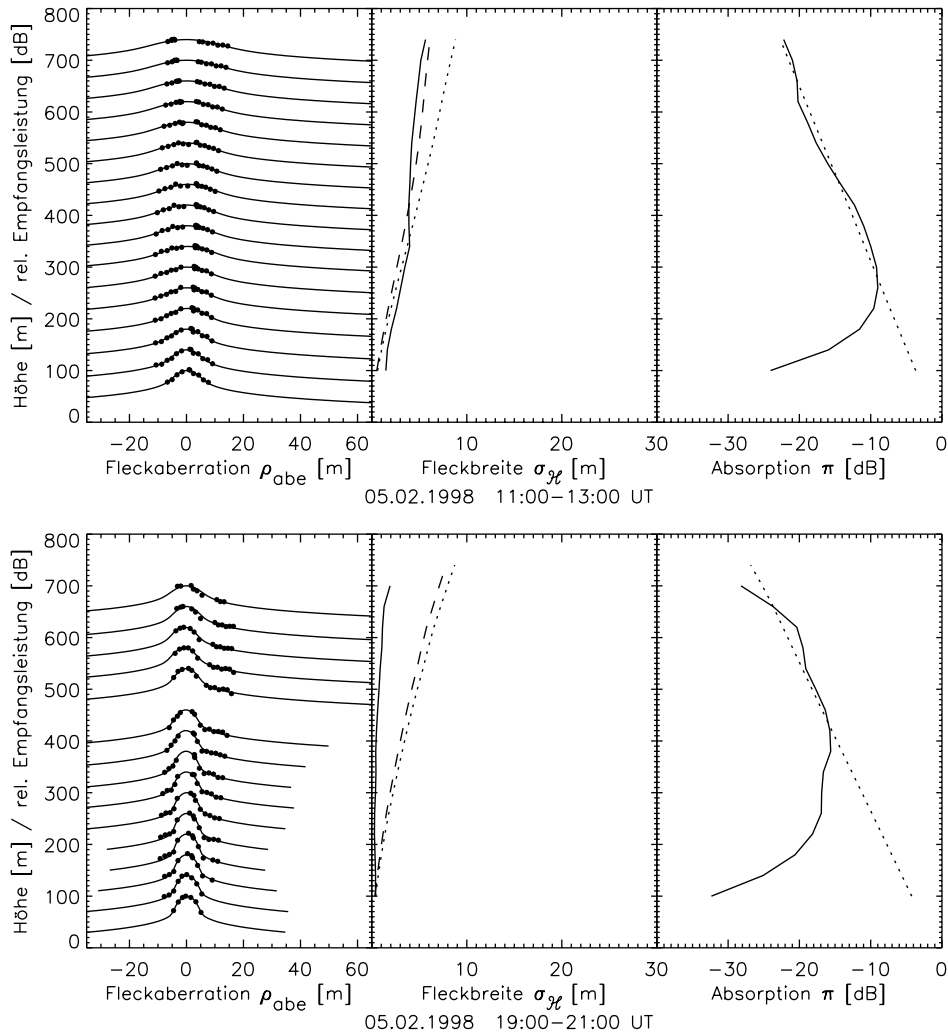 Höhe [m] / rel. Empfangsleistung [dB]
800
700
600
500
400
300
200
100
0
−20 0 20 40 60
10 20 30
−30 −20 −10 0
Fleckaberration ρabe [m]
Fleckbreite σℋ [m]
Absorption π [dB]
05.02.1998 11:00−13:00 UT
Höhe [m] / rel. Empfangsleistung [dB]
800
700
600
500
400
300
200
100
0
−20 0 20 40 60
10 20 30
−30 −20 −10 0
Fleckaberration ρabe [m]
Fleckbreite σℋ [m]
Absorption π [dB]
05.02.1998 19:00−21:00 UT